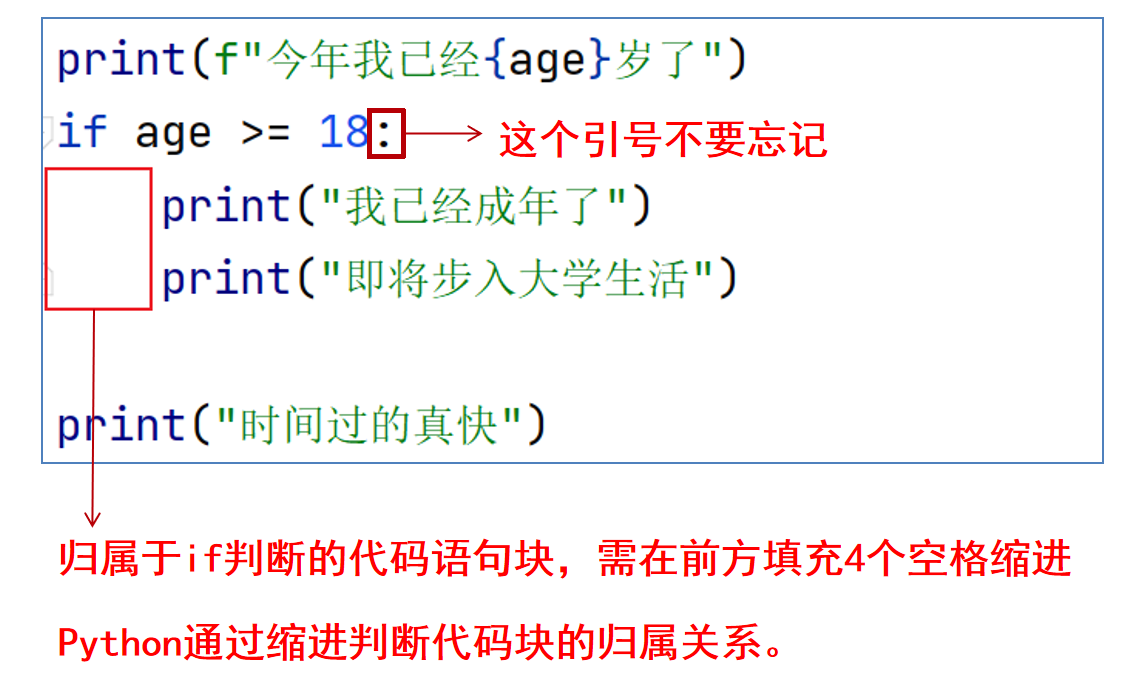 print(f"今年我已经{age}岁了")
if age >= 18: 这个引号不要忘记
print("我已经成年了")
print("即将步入大学生活")
print("时间过的真快")
归属于if判断的代码语句块，需在前方填充4个空格缩进
Python通过缩进判断代码块的归属关系。